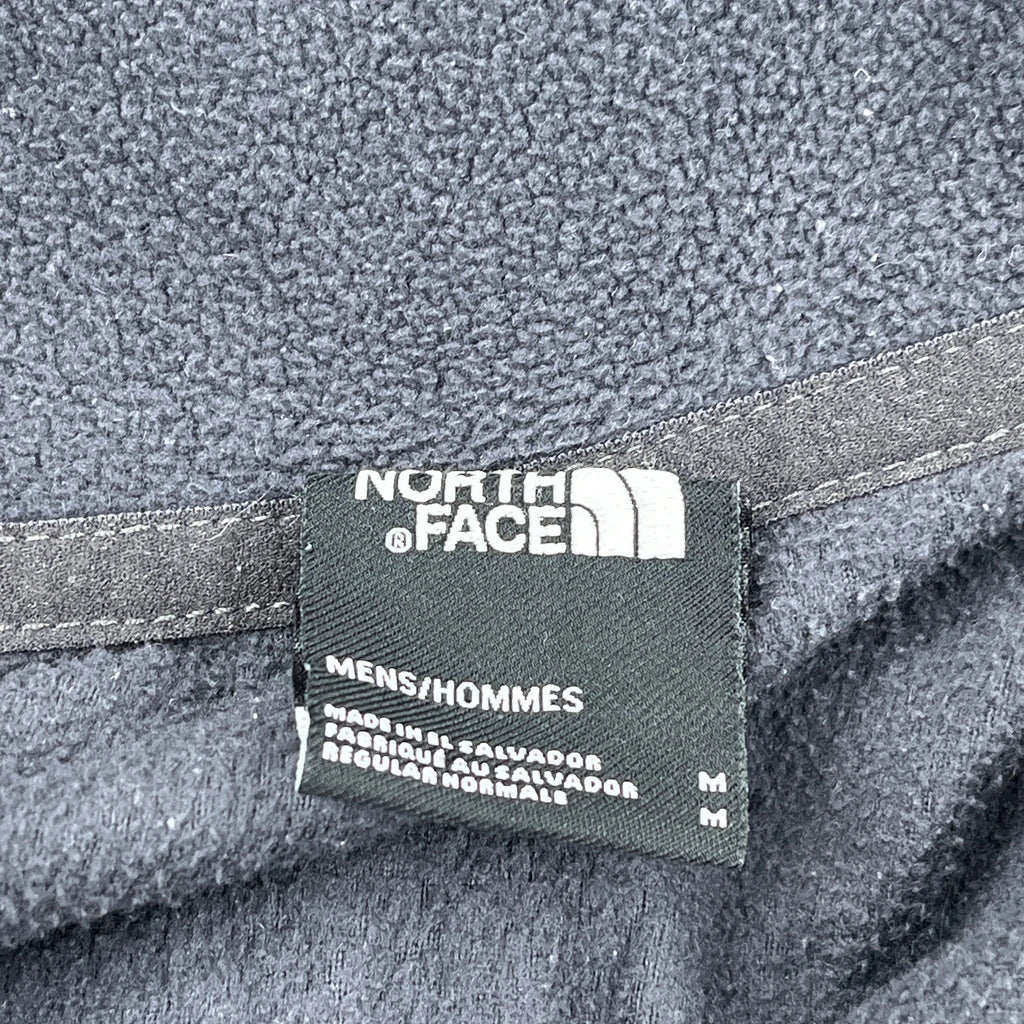 NORTH
®FACE
MENS/HOMMES
MADE IN EL SALVADOR
FABRIQUÉ AU SALVADOR
REGULAR NORMALE
M
M